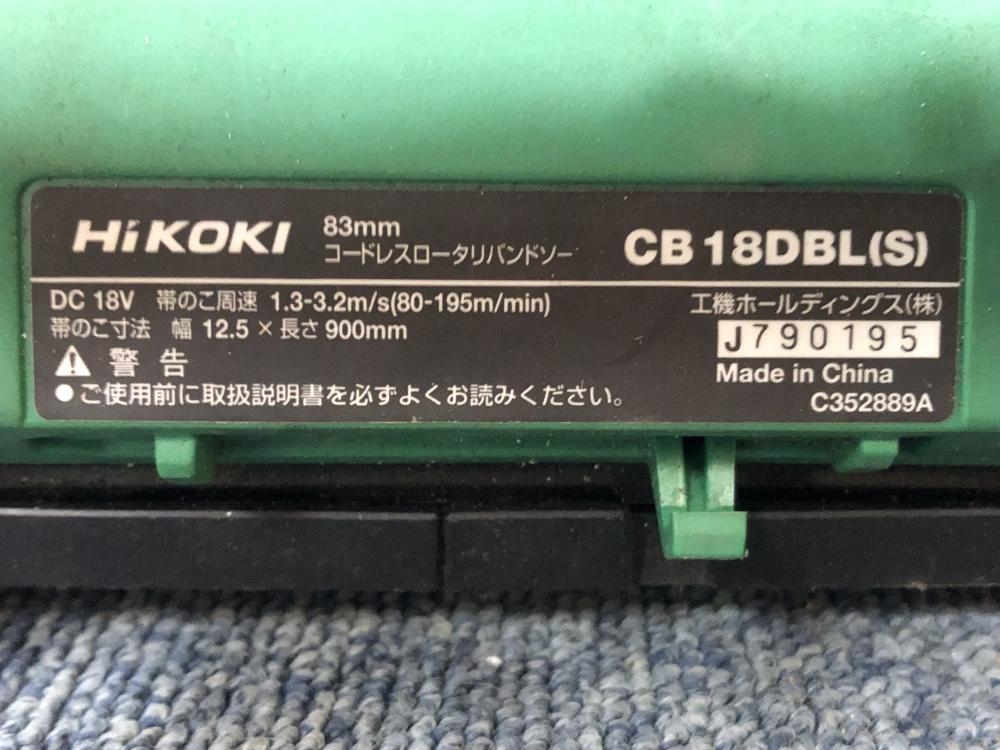 HiKOKI 83mm コードレスロータリバンドソー CB 18DBL(S)
DC 18V 帯のこ周速 1.3-3.2m/s(80-195m/min)
帯のこ寸法 幅 12.5 × 長さ 900mm
警告
●ご使用前に取扱説明書を必ずよくお読みください。
工機ホールディングス(株)
J790195
Made in China
C352889A